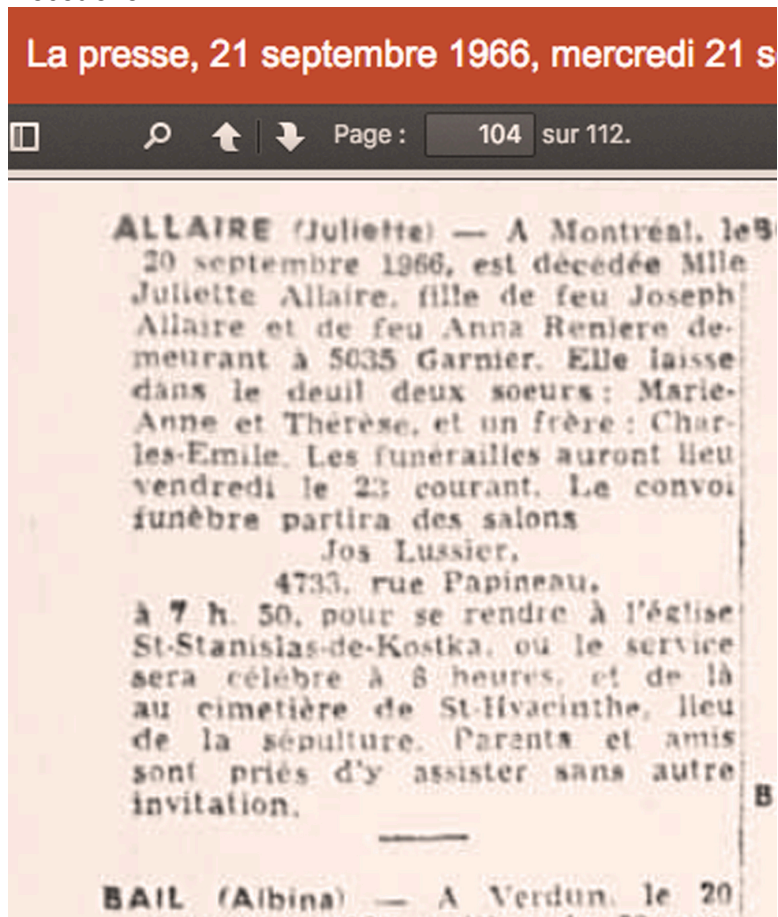 La presse, 21 septembre 1966, mercredi 21 s
Page : 104 sur 112.
ALLAIRE (Juliette) — A Montréal, le
20 septembre 1966, est décédée Mlle
Juliette Allaire, fille de feu Joseph
Allaire et de feu Anna Reniere de-
meurant à 5035 Garnier. Elle laisse
dans le deuil deux soeurs : Marie-
Anne et Thérèse, et un frère : Char-
les-Emile. Les funérailles auront lieu
vendredi le 23 courant. Le convoi
funèbre partira des salons
Jos Lussier,
4733, rue Papineau,
à 7 h. 50, pour se rendre à l'église
St-Stanislas-de-Kostka, ou le service
sera célèbre à 8 heures, et de là
au cimetière de St-Hyacinthe, lieu
de la sépulture. Parents et amis
sont priés d'y assister sans autre
invitation.
B
BAIL (Albina) — A Verdun, le 20